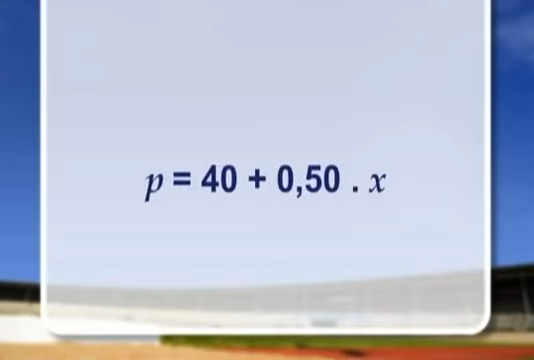 p = 40 + 0,50 . x